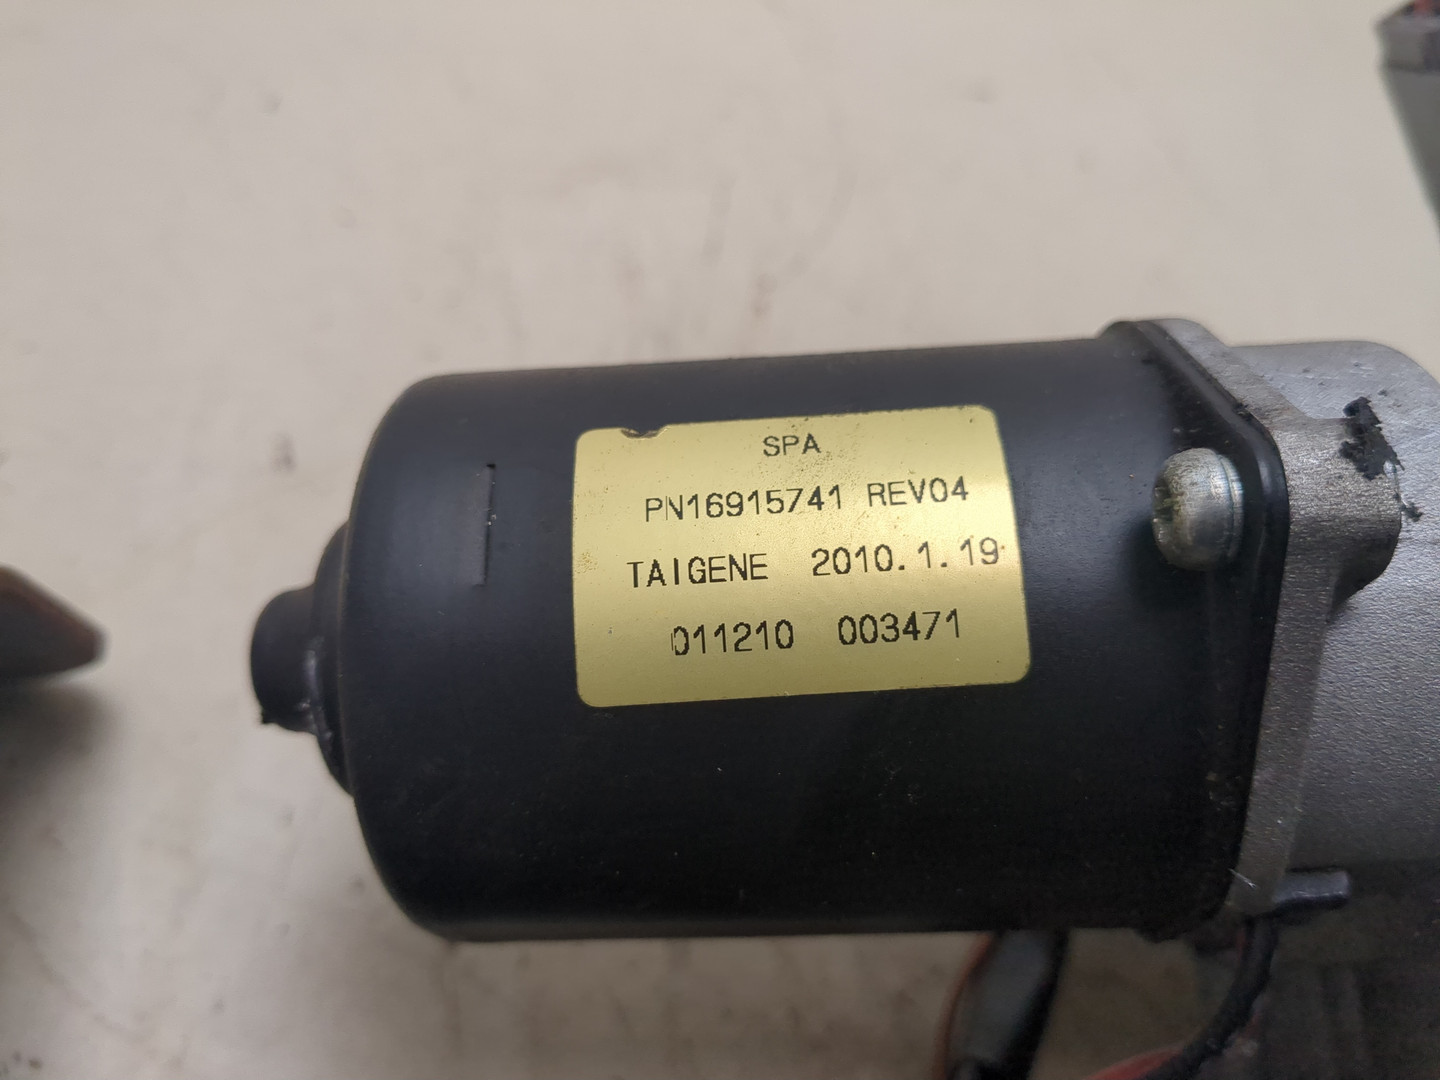 SPA
PN16915741 REV04
TAIGENE 2010.1.19
011210 003471